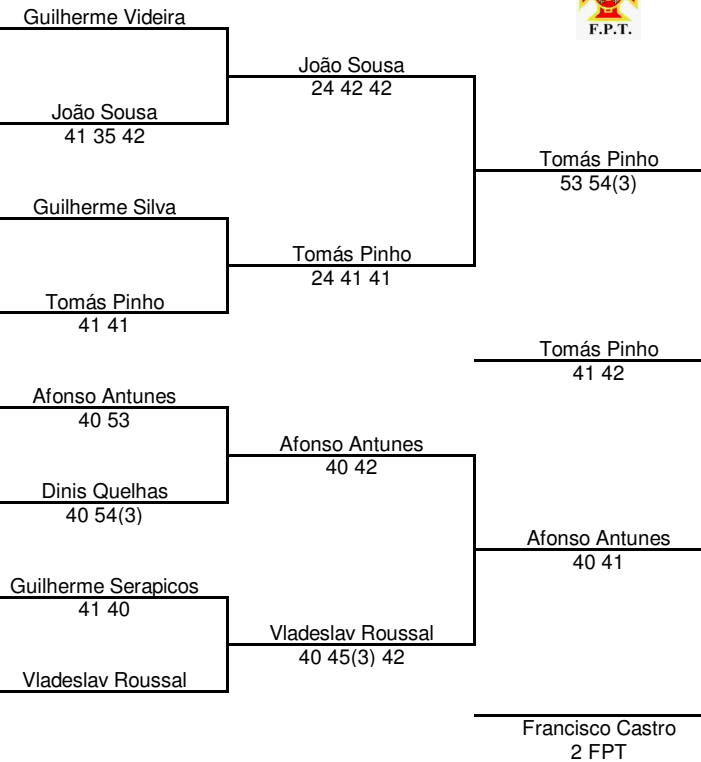 Guilherme Videira
F.P.T.
João Sousa
24 42 42
João Sousa
41 35 42
Tomás Pinho
53 54(3)
Guilherme Silva
Tomás Pinho
24 41 41
Tomás Pinho
41 41
Tomás Pinho
41 42
Afonso Antunes
40 53
Afonso Antunes
40 42
Dinis Quelhas
40 54(3)
Afonso Antunes
40 41
Guilherme Serapicos
41 40
Vladeslav Roussal
40 45(3) 42
Vladeslav Roussal
Francisco Castro
2 FPT